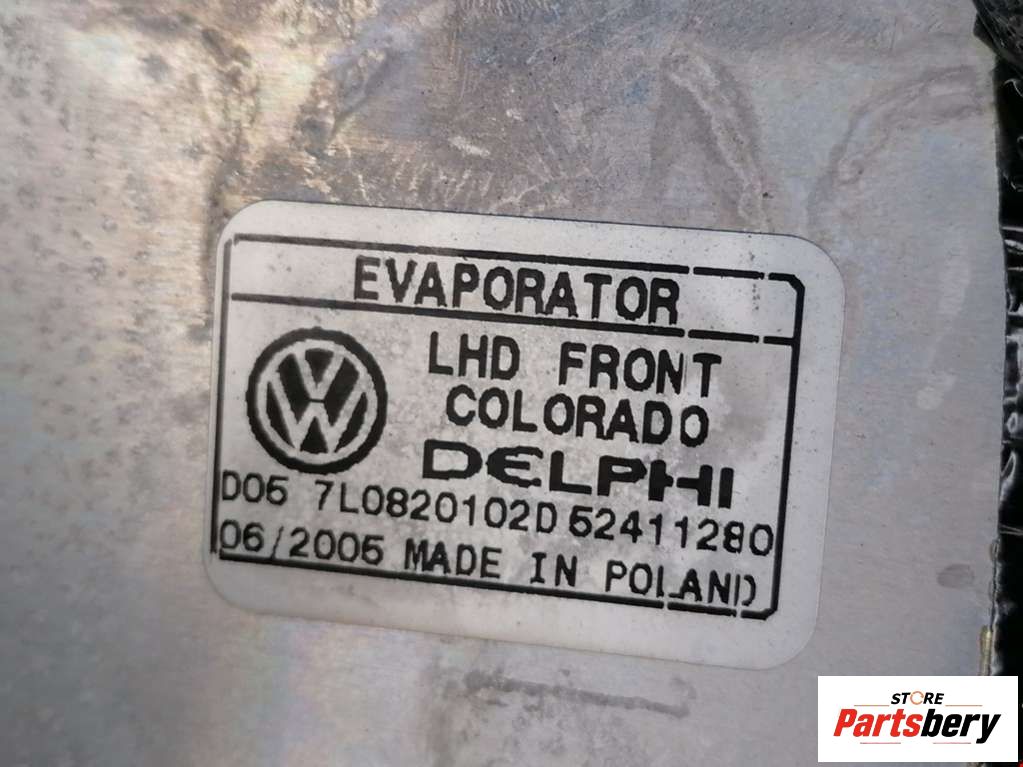 EVAPORATOR
LHD FRONT
COLORADO
DELPHI
D05 7L0820102D 52411280
06/2005 MADE IN POLAND
STORE
Partsbery